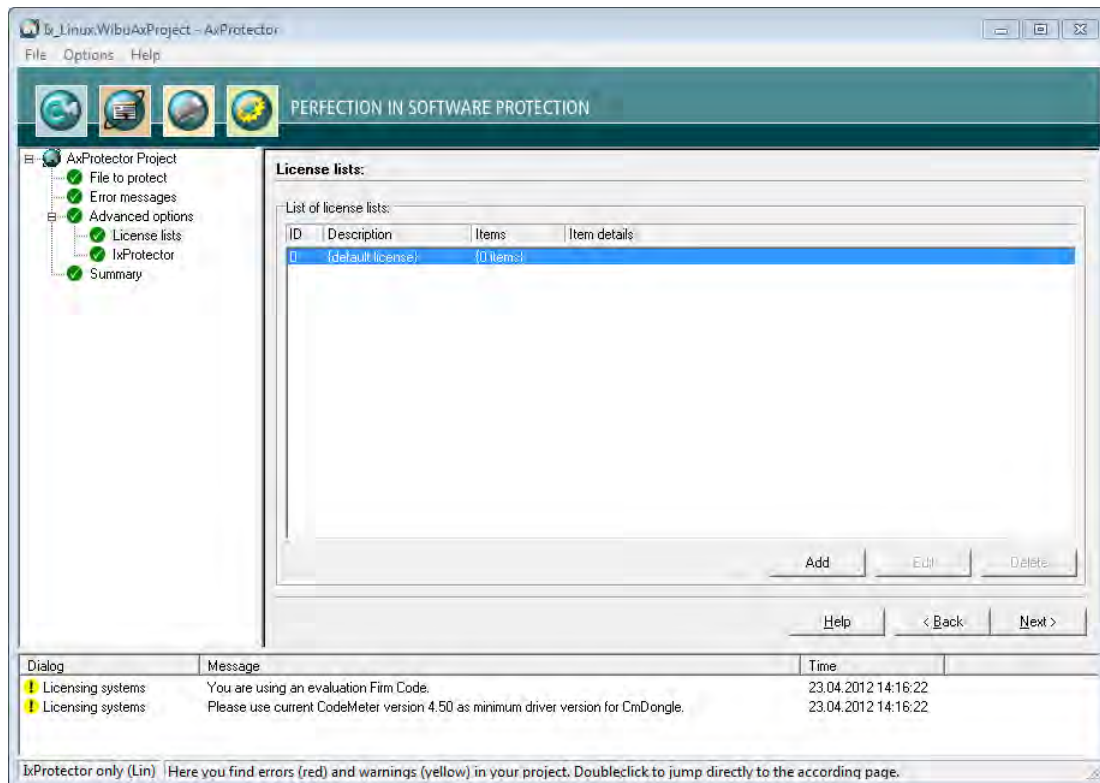 Ix_Linux.WibuAxProject - AxProtector
File Options Help
PERFECTION IN SOFTWARE PROTECTION
AxProtector Project
File to protect
Error messages
Advanced options
License lists
IxProtector
Summary
License lists:
List of license lists:
ID Description Items Item details
0 (default license) (0 items)
Add Edit Delete
Help < Back Next >
Dialog Message Time
Licensing systems You are using an evaluation Firm Code. 23.04.2012 14:16:22
Licensing systems Please use current CodeMeter version 4.50 as minimum driver version for CmDongle. 23.04.2012 14:16:22
IxProtector only (Lin) Here you find errors (red) and warnings (yellow) in your project. Doubleclick to jump directly to the according page.